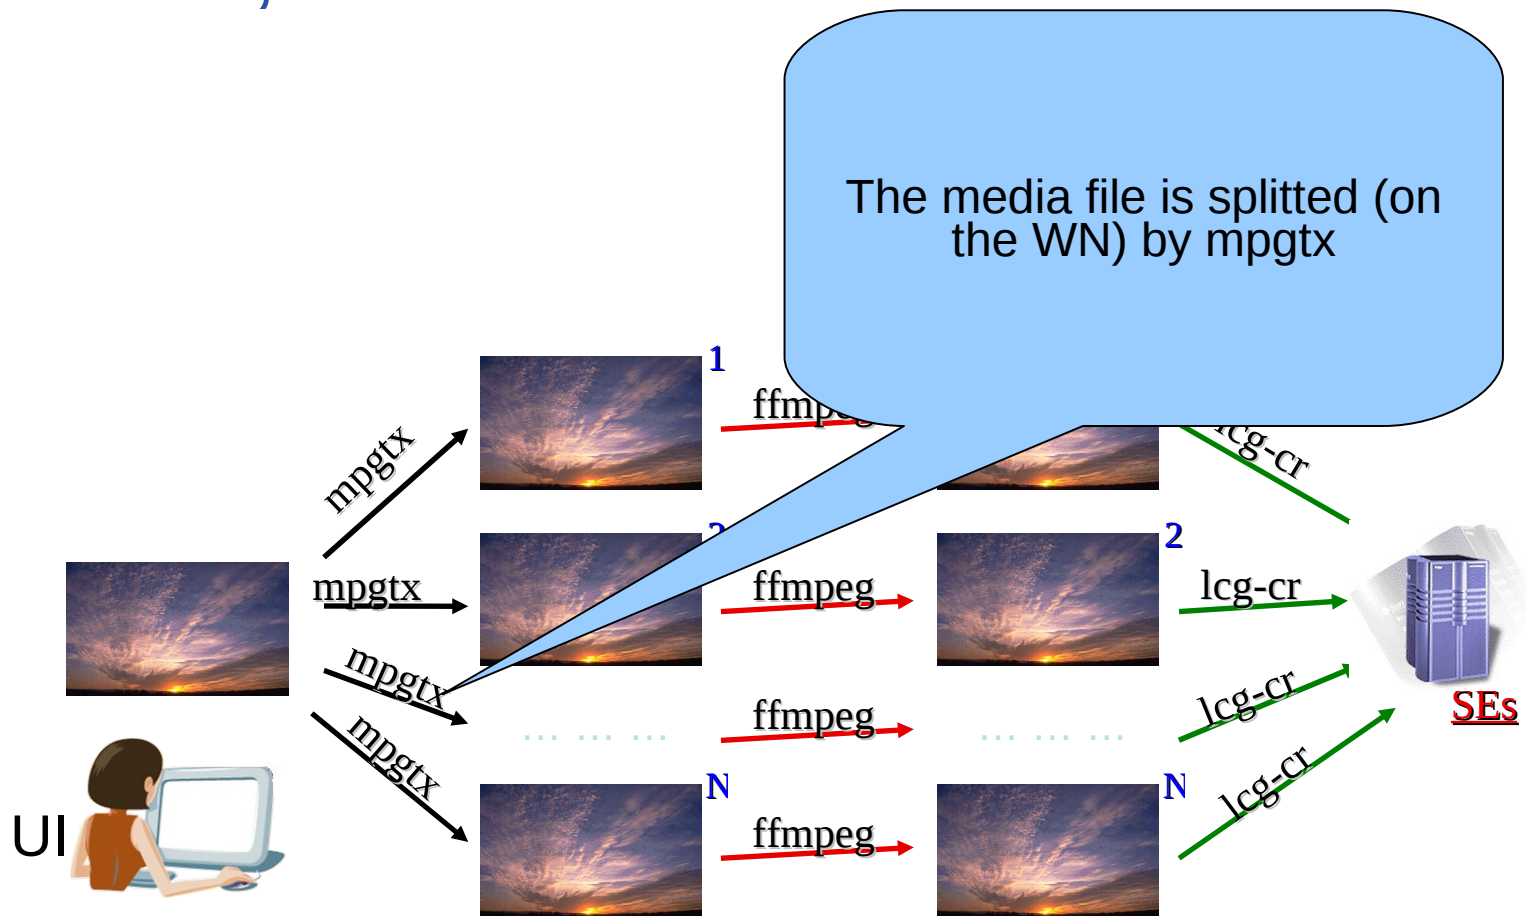 The media file is splitted (on
the WN) by mpgtx
1
mpgtx
ffmpeg
lcg-cr
2
mpgtx
ffmpeg
2
lcg-cr
mpgtx
... ... ...
ffmpeg
... ... ...
lcg-cr
SEs
mpgtx
N
ffmpeg
N
lcg-cr
UI